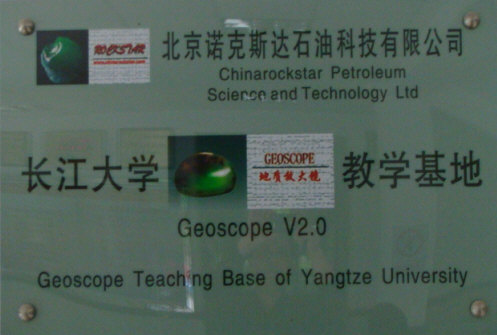 ROCKSTAR
北京诺克斯达石油科技有限公司
Chinarockstar Petroleum
Science and Technology Ltd
长江大学
GEOSCOPE
地质放大镜
教学基地
Geoscope V2.0
Geoscope Teaching Base of Yangtze University